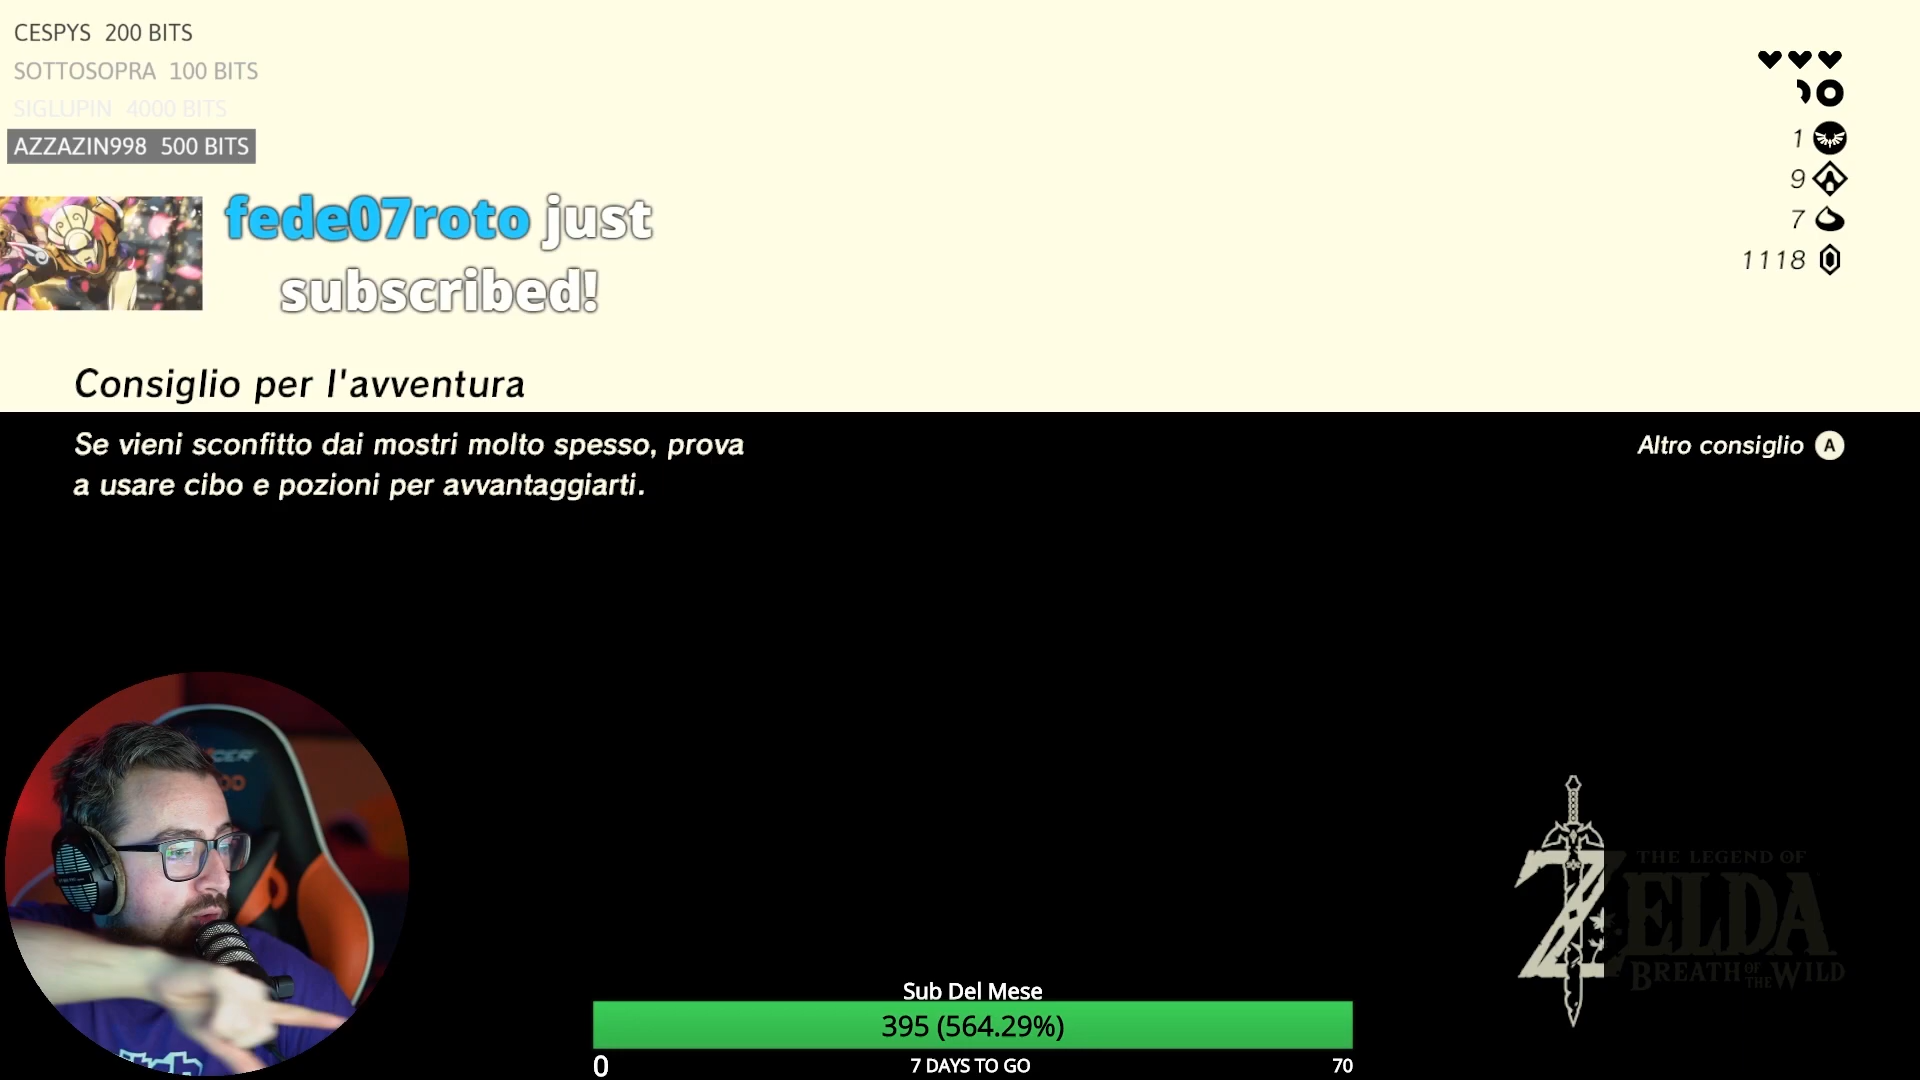 CESPYS 200 BITS
SOTTOSOPRA 100 BITS
SIGLUPIN 4000 BITS
AZZAZIN998 500 BITS
fede07roto just
subscribed!
1
9
7
1118
Consiglio per l'avventura
Se vieni sconfitto dai mostri molto spesso, prova
a usare cibo e pozioni per avvantaggiarti.
Altro consiglio A
THE LEGEND OF
ZELDA
BREATH OF THE WILD
Sub Del Mese
395 (564.29%)
0 7 DAYS TO GO 70